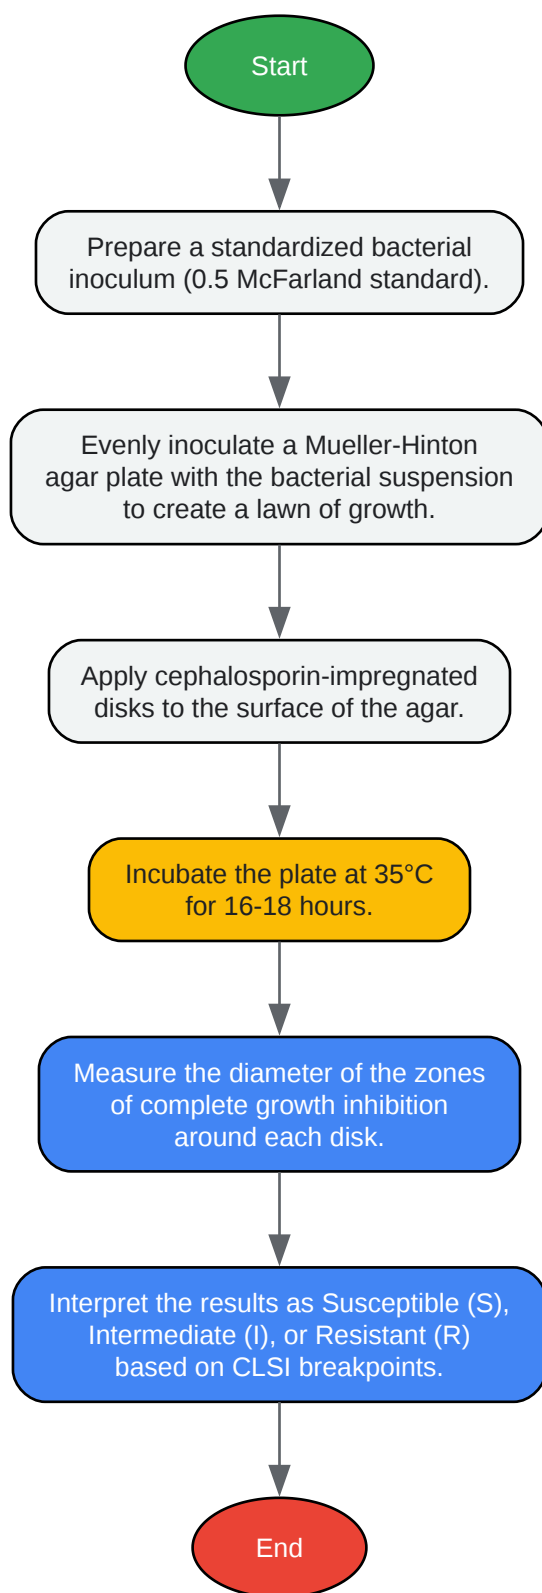 Start
Prepare a standardized bacterial
inoculum (0.5 McFarland standard).
Evenly inoculate a Mueller-Hinton
agar plate with the bacterial suspension
to create a lawn of growth.
Apply cephalosporin-impregnated
disks to the surface of the agar.
Incubate the plate at 35°C
for 16-18 hours.
Measure the diameter of the zones
of complete growth inhibition
around each disk.
Interpret the results as Susceptible (S),
Intermediate (I), or Resistant (R)
based on CLSI breakpoints.
End